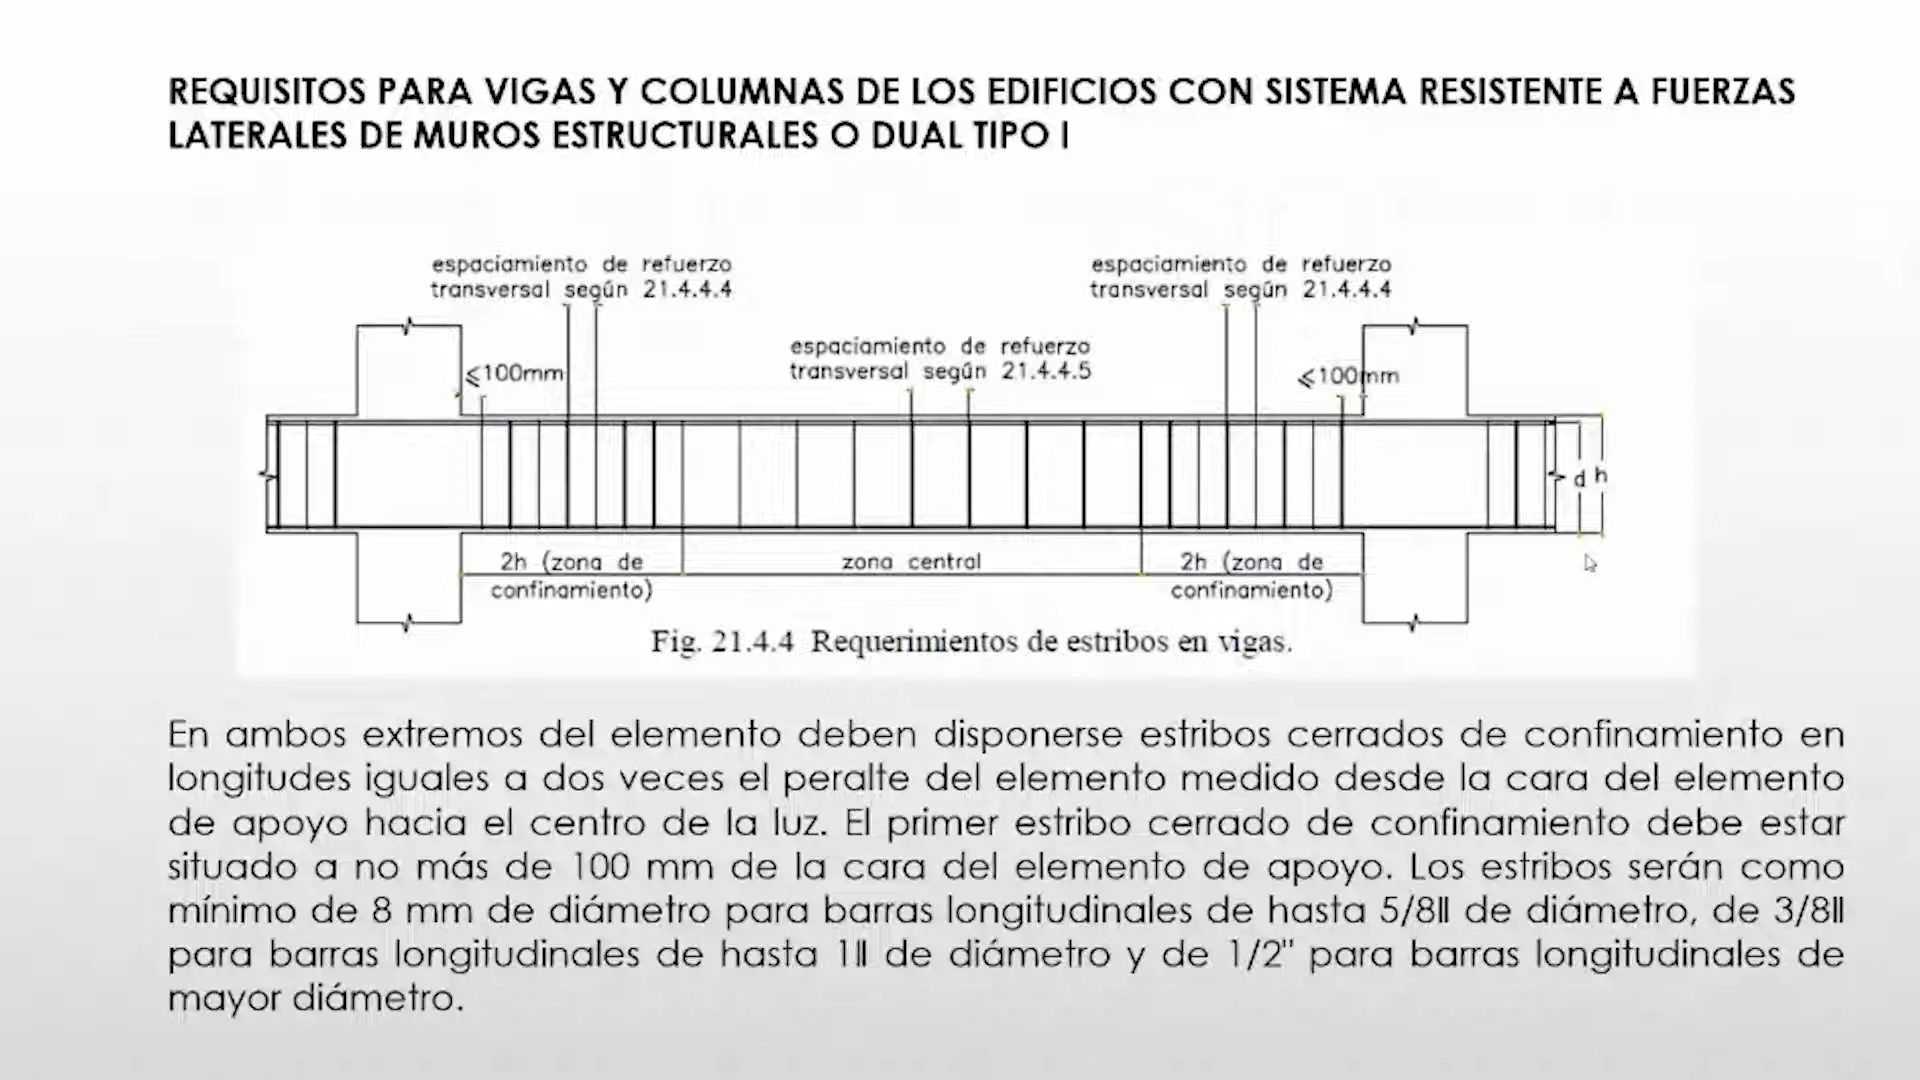 REQUISITOS PARA VIGAS Y COLUMNAS DE LOS EDIFICIOS CON SISTEMA RESISTENTE A FUERZAS
LATERALES DE MUROS ESTRUCTURALES O DUAL TIPO I
espaciamiento de refuerzo
transversal según 21.4.4.4
espaciamiento de refuerzo
transversal según 21.4.4.4
espaciamiento de refuerzo
transversal según 21.4.4.5
⩽100mm
⩽100mm
d h
2h (zona de
confinamiento)
zona central
2h (zona de
confinamiento)
Fig. 21.4.4 Requerimientos de estribos en vigas.
En ambos extremos del elemento deben disponerse estribos cerrados de confinamiento en
longitudes iguales a dos veces el peralte del elemento medido desde la cara del elemento
de apoyo hacia el centro de la luz. El primer estribo cerrado de confinamiento debe estar
situado a no más de 100 mm de la cara del elemento de apoyo. Los estribos serán como
mínimo de 8 mm de diámetro para barras longitudinales de hasta 5/8ǁ de diámetro, de 3/8ǁ
para barras longitudinales de hasta 1ǁ de diámetro y de 1/2" para barras longitudinales de
mayor diámetro.